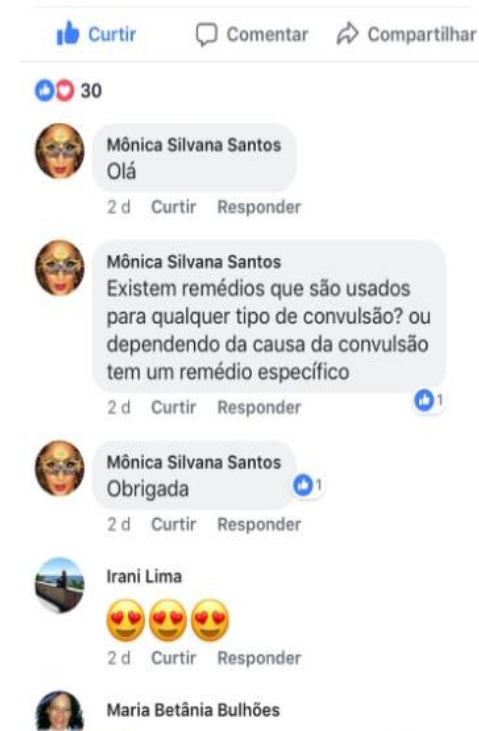 Curtir Comentar Compartilhar
30
Mônica Silvana Santos
Olá
2 d Curtir Responder
Mônica Silvana Santos
Existem remédios que são usados
para qualquer tipo de convulsão? ou
dependendo da causa da convulsão
tem um remédio específico
2 d Curtir Responder
1
Mônica Silvana Santos
Obrigada
1
2 d Curtir Responder
Irani Lima
😍😍😍
2 d Curtir Responder
Maria Betânia Bulhões